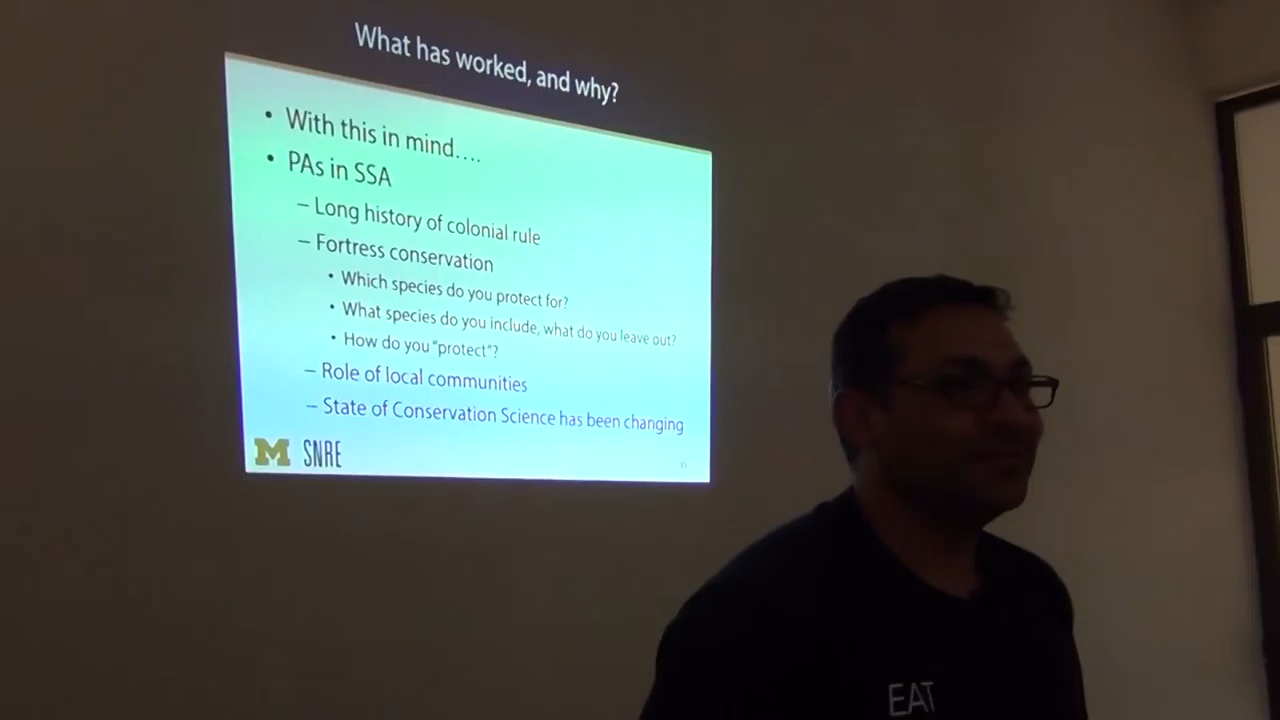 What has worked, and why?
• With this in mind....
• PAs in SSA
– Long history of colonial rule
– Fortress conservation
• Which species do you protect for?
• What species do you include, what do you leave out?
• How do you “protect”?
– Role of local communities
– State of Conservation Science has been changing
M SNRE
EAT